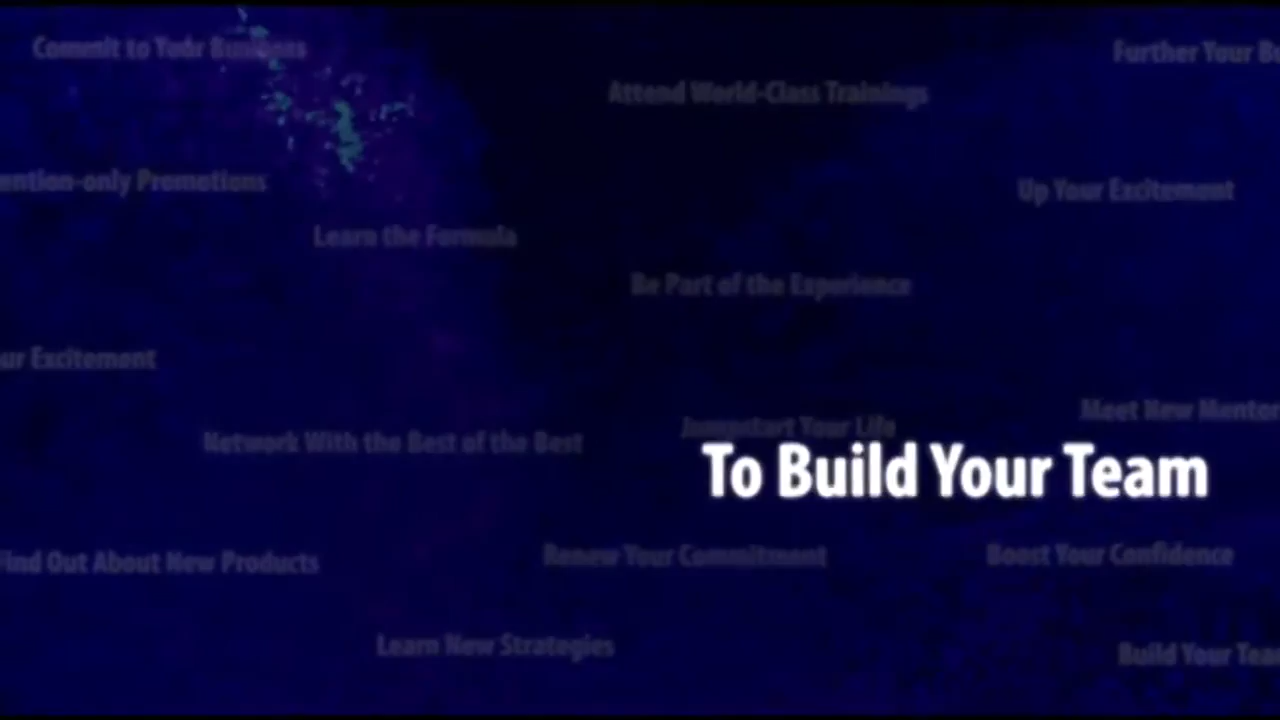 Commit to Your Business
Further Your
Attend World-Class Trainings
ention-only Promotions
Up Your Excitement
Learn the Formula
Be Part of the Experience
ur Excitement
Meet New Mentor
Jumpstart Your Life
Network With the Best of the Best
To Build Your Team
Find Out About New Products
Renew Your Commitment
Boost Your Confidence
Learn New Strategies
Build Your Tea